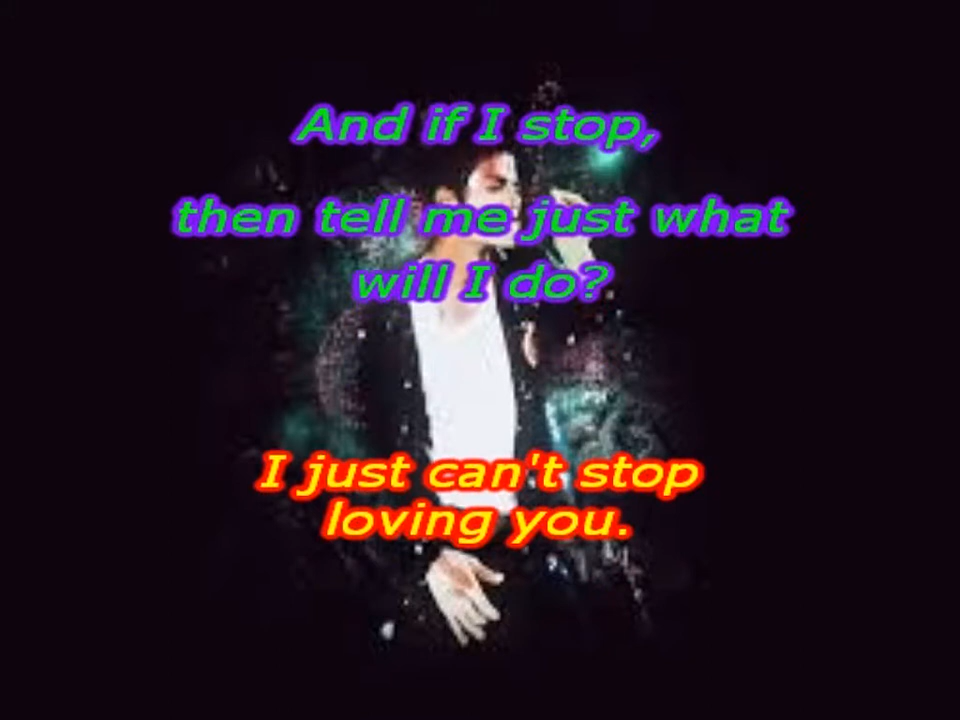 And if I stop,
then tell me just what
will I do?
I just can't stop
loving you.